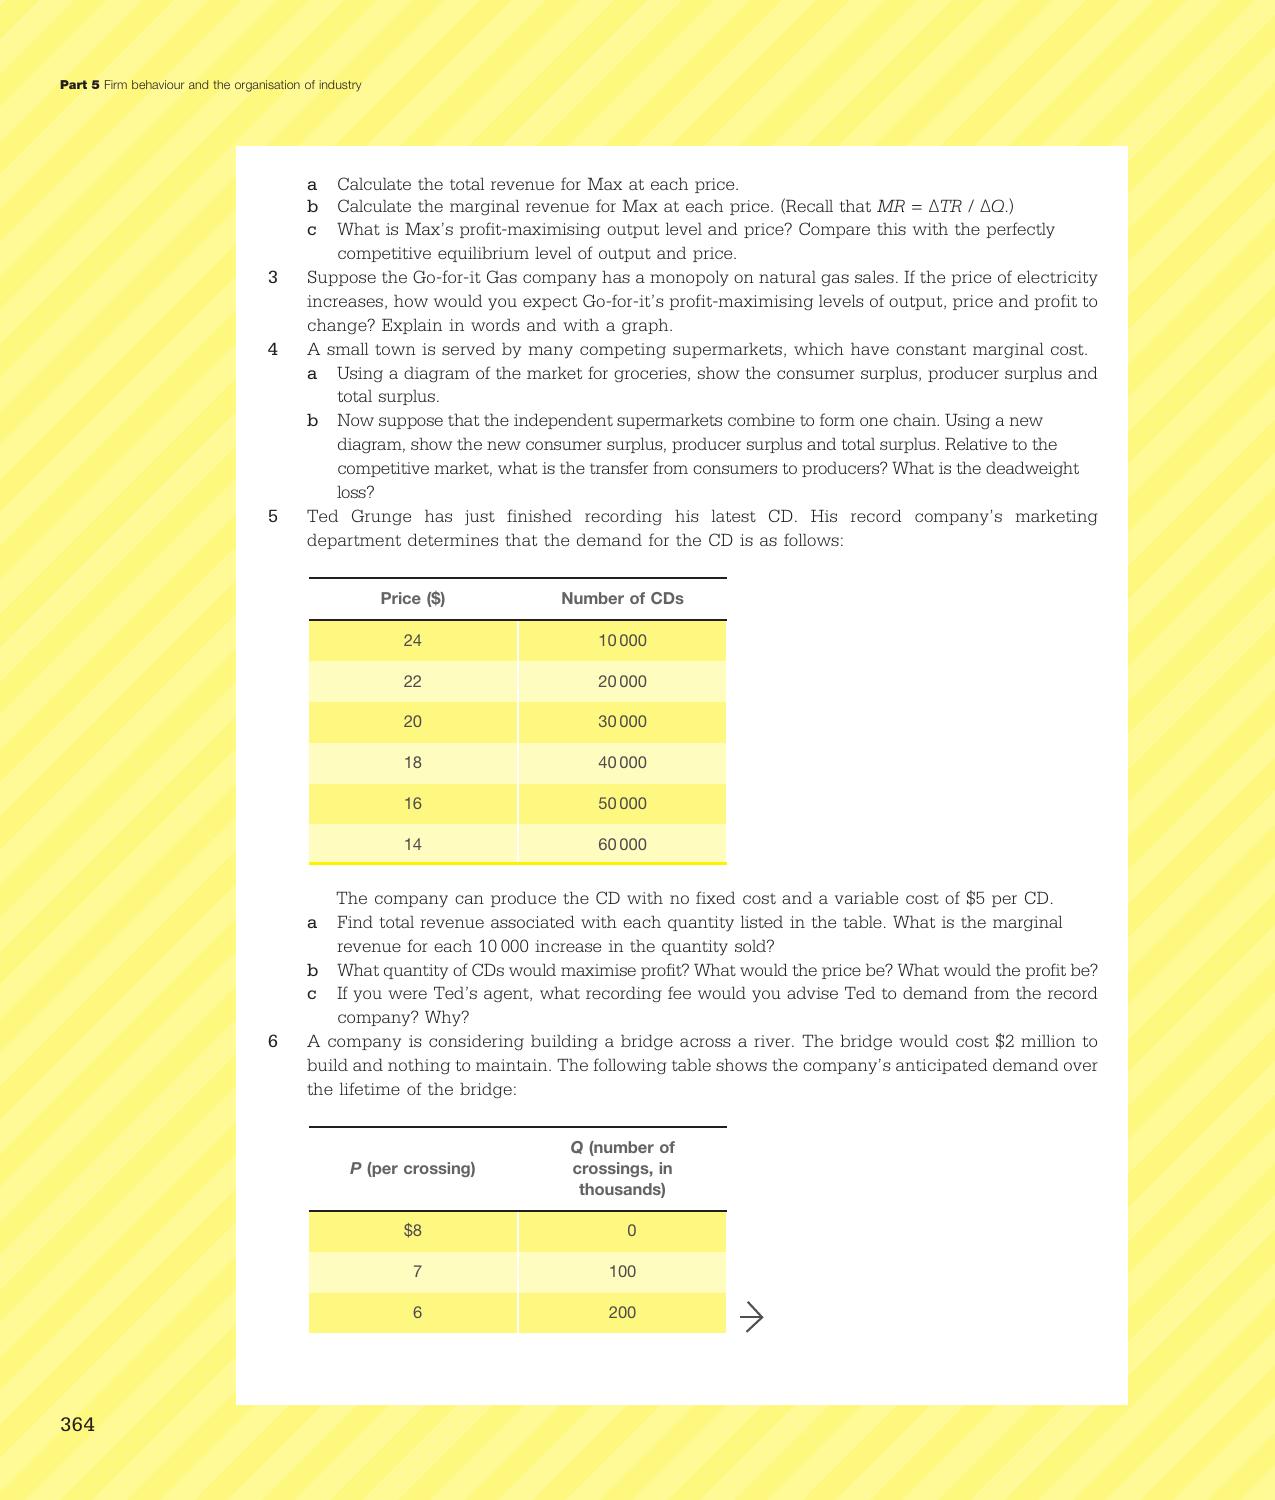 Part 5 Firm behaviour and the organisation of industry
a Calculate the total revenue for Max at each price.
b Calculate the marginal revenue for Max at each price. (Recall that MR = ΔTR / ΔQ.)
c What is Max's profit-maximising output level and price? Compare this with the perfectly
competitive equilibrium level of output and price.
3 Suppose the Go-for-it Gas company has a monopoly on natural gas sales. If the price of electricity
increases, how would you expect Go-for-it's profit-maximising levels of output, price and profit to
change? Explain in words and with a graph.
4 A small town is served by many competing supermarkets, which have constant marginal cost.
a Using a diagram of the market for groceries, show the consumer surplus, producer surplus and
total surplus.
b Now suppose that the independent supermarkets combine to form one chain. Using a new
diagram, show the new consumer surplus, producer surplus and total surplus. Relative to the
competitive market, what is the transfer from consumers to producers? What is the deadweight
loss?
5 Ted Grunge has just finished recording his latest CD. His record company's marketing
department determines that the demand for the CD is as follows:
Price ($) Number of CDs
24 10 000
22 20 000
20 30 000
18 40 000
16 50 000
14 60 000
The company can produce the CD with no fixed cost and a variable cost of $5 per CD.
a Find total revenue associated with each quantity listed in the table. What is the marginal
revenue for each 10 000 increase in the quantity sold?
b What quantity of CDs would maximise profit? What would the price be? What would the profit be?
c If you were Ted's agent, what recording fee would you advise Ted to demand from the record
company? Why?
6 A company is considering building a bridge across a river. The bridge would cost $2 million to
build and nothing to maintain. The following table shows the company's anticipated demand over
the lifetime of the bridge:
P (per crossing) Q (number of
crossings, in
thousands)
$8 0
7 100
6 200
364